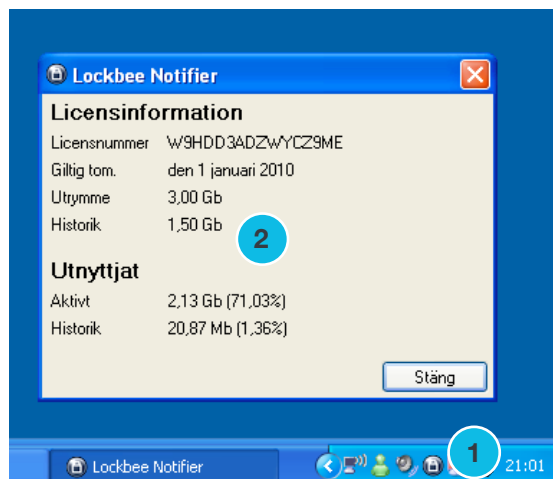 Lockbee Notifier
Licensinformation
Licensnummer W9HDD3ADZWYCZ9ME
Giltig tom. den 1 januari 2010
Utrymme 3,00 Gb
Historik 1,50 Gb
2
Utnyttjat
Aktivt 2,13 Gb (71,03%)
Historik 20,87 Mb (1,36%)
Stäng
Lockbee Notifier
1
21:01